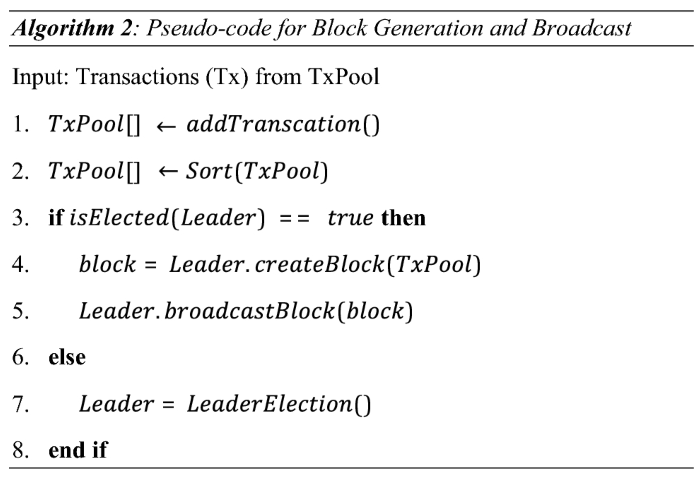 Algorithm 2: Pseudo-code for Block Generation and Broadcast
Input: Transactions (Tx) from TxPool
1. TxPool[] ← addTranscation()
2. TxPool[] ← Sort(TxPool)
3. if isElected(Leader) == true then
4. block = Leader.createBlock(TxPool)
5. Leader.broadcastBlock(block)
6. else
7. Leader = LeaderElection()
8. end if